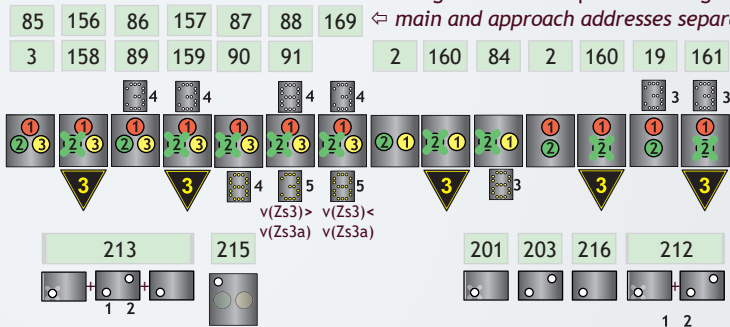 85 156 86 157 87 88 169 ⇦ main and approach addresses separ
3 158 89 159 90 91 2 160 84 2 160 19 161
4 4 4 4 3 3
1 1 1 1 1 1 1 1 1 1 1
2 3 2 3 2 3 2 3 2 3 2 3 2 3 2 1 2 1 2 1 2 2 2 2
3 3 4 5 5 3 3 3 3
v(Zs3)> v(Zs3)<
v(Zs3a) v(Zs3a)
213 215 201 203 216 212
+ + +
1 2 1 2